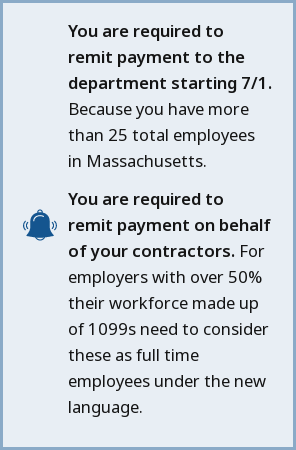 You are required to
remit payment to the
department starting 7/1.
Because you have more
than 25 total employees
in Massachusetts.
You are required to
remit payment on behalf
of your contractors. For
employers with over 50%
their workforce made up
of 1099s need to consider
these as full time
employees under the new
language.